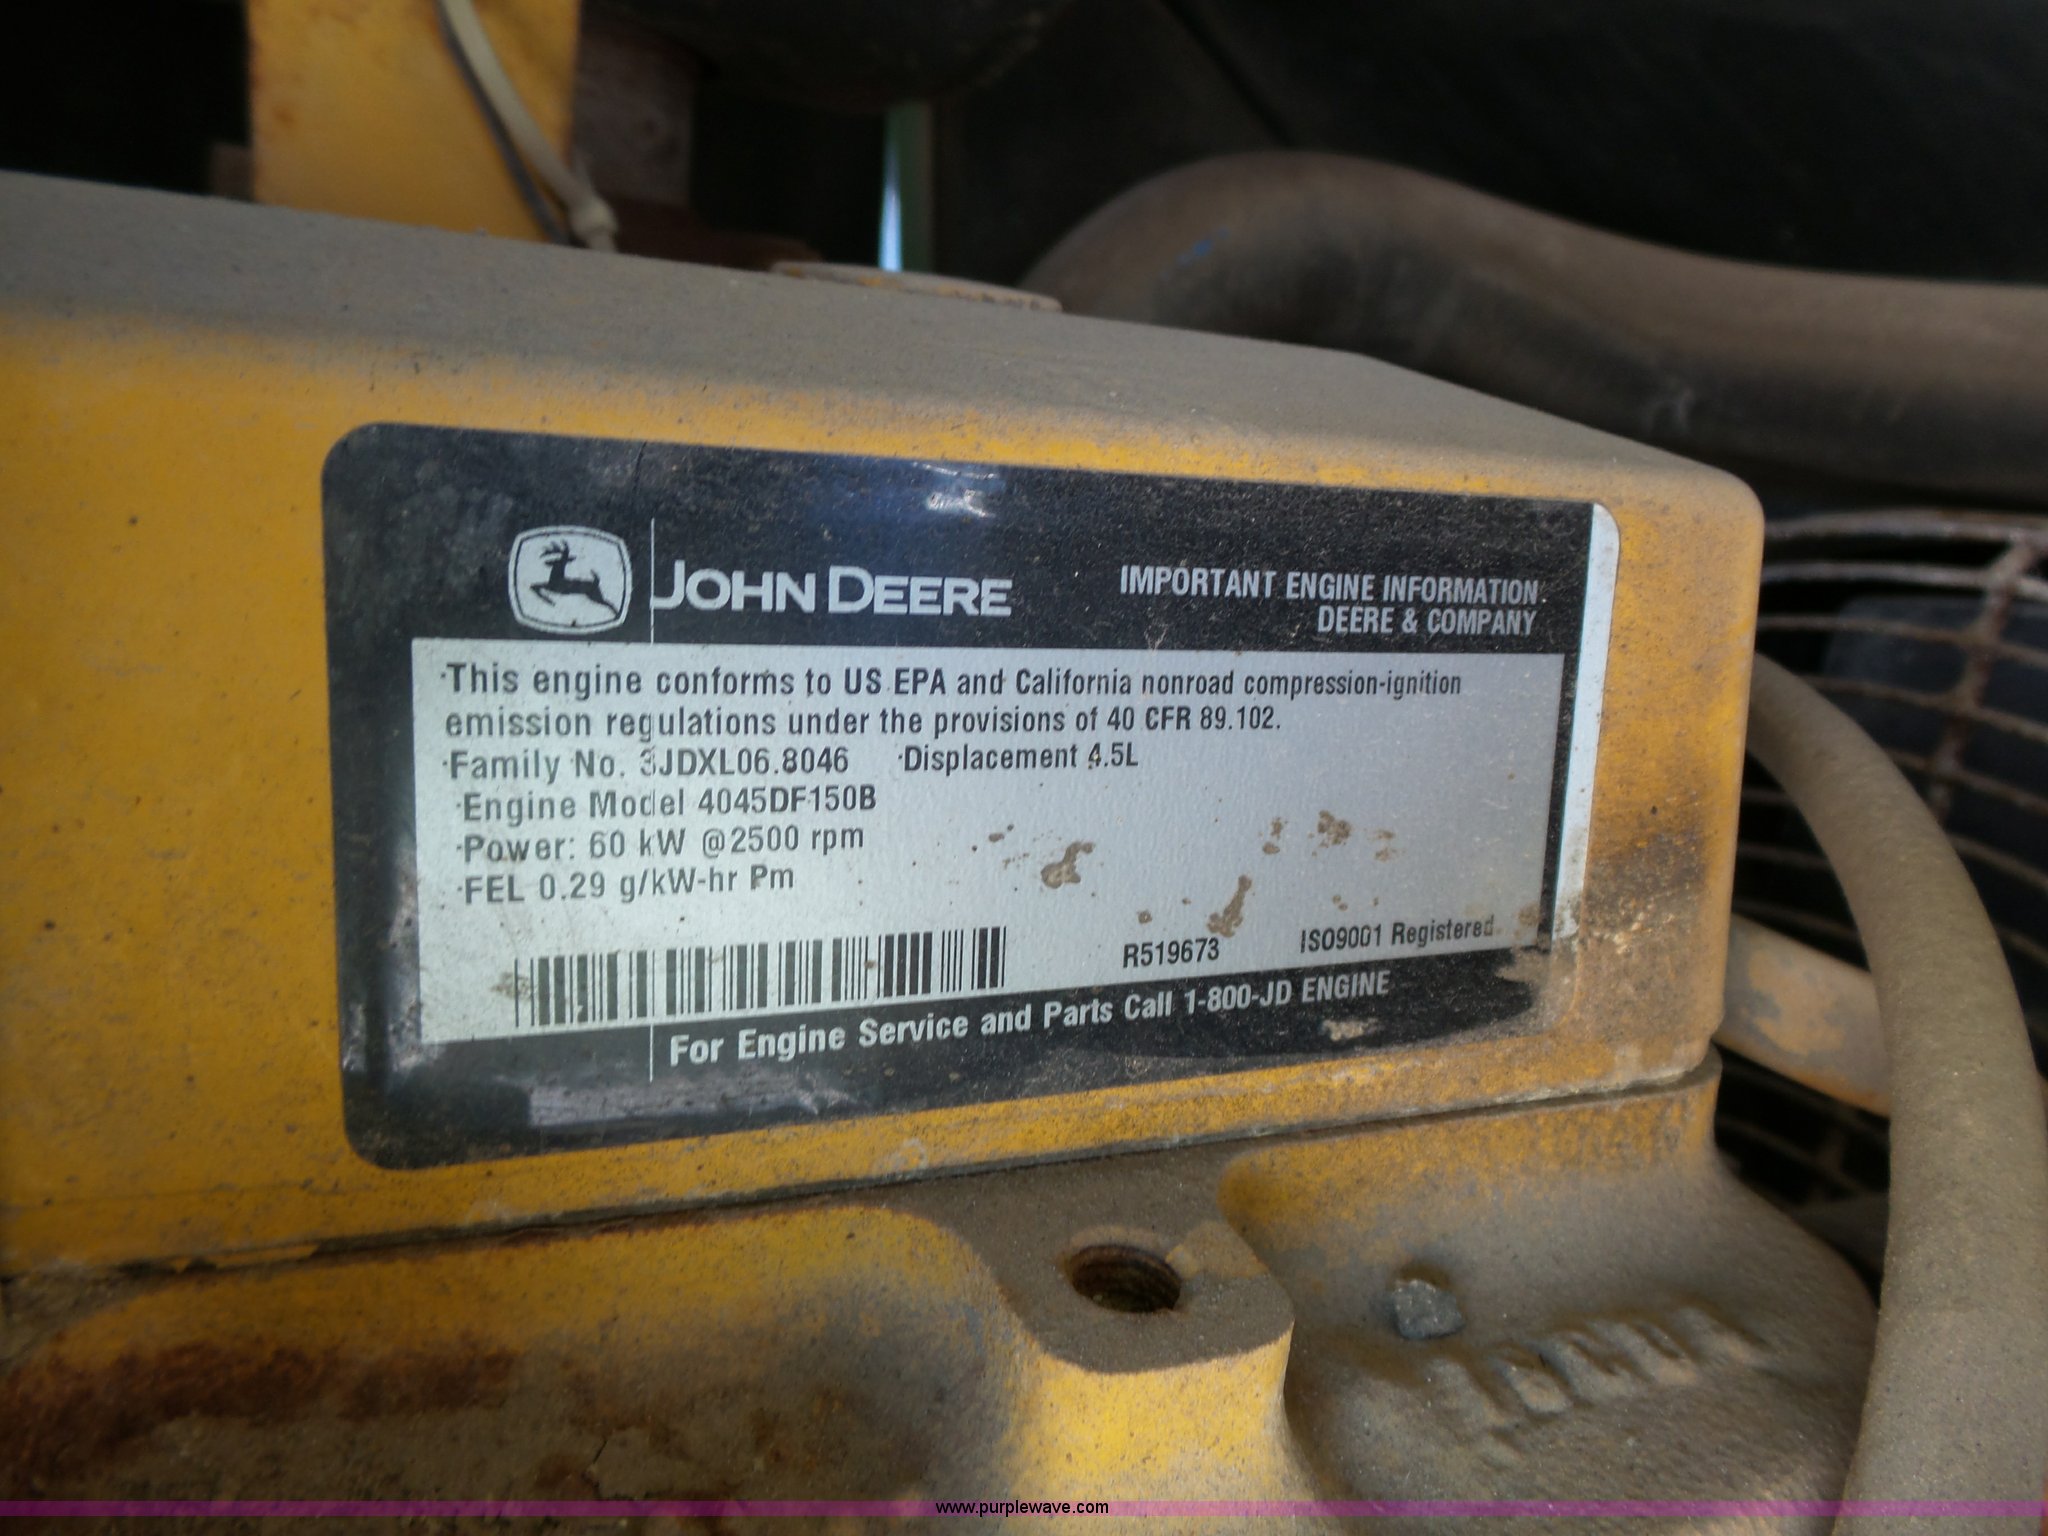 JOHN DEERE
IMPORTANT ENGINE INFORMATION
DEERE & COMPANY
·This engine conforms to US EPA and California nonroad compression-ignition
emission regulations under the provisions of 40 CFR 89.102.
·Family No. 3JDXL06.8046 ·Displacement 4.5L
·Engine Model 4045DF150B
·Power: 60 kW @2500 rpm
·FEL 0.29 g/kW-hr Pm
R519673 ISO9001 Registered
For Engine Service and Parts Call 1-800-JD ENGINE
www.purplewave.com